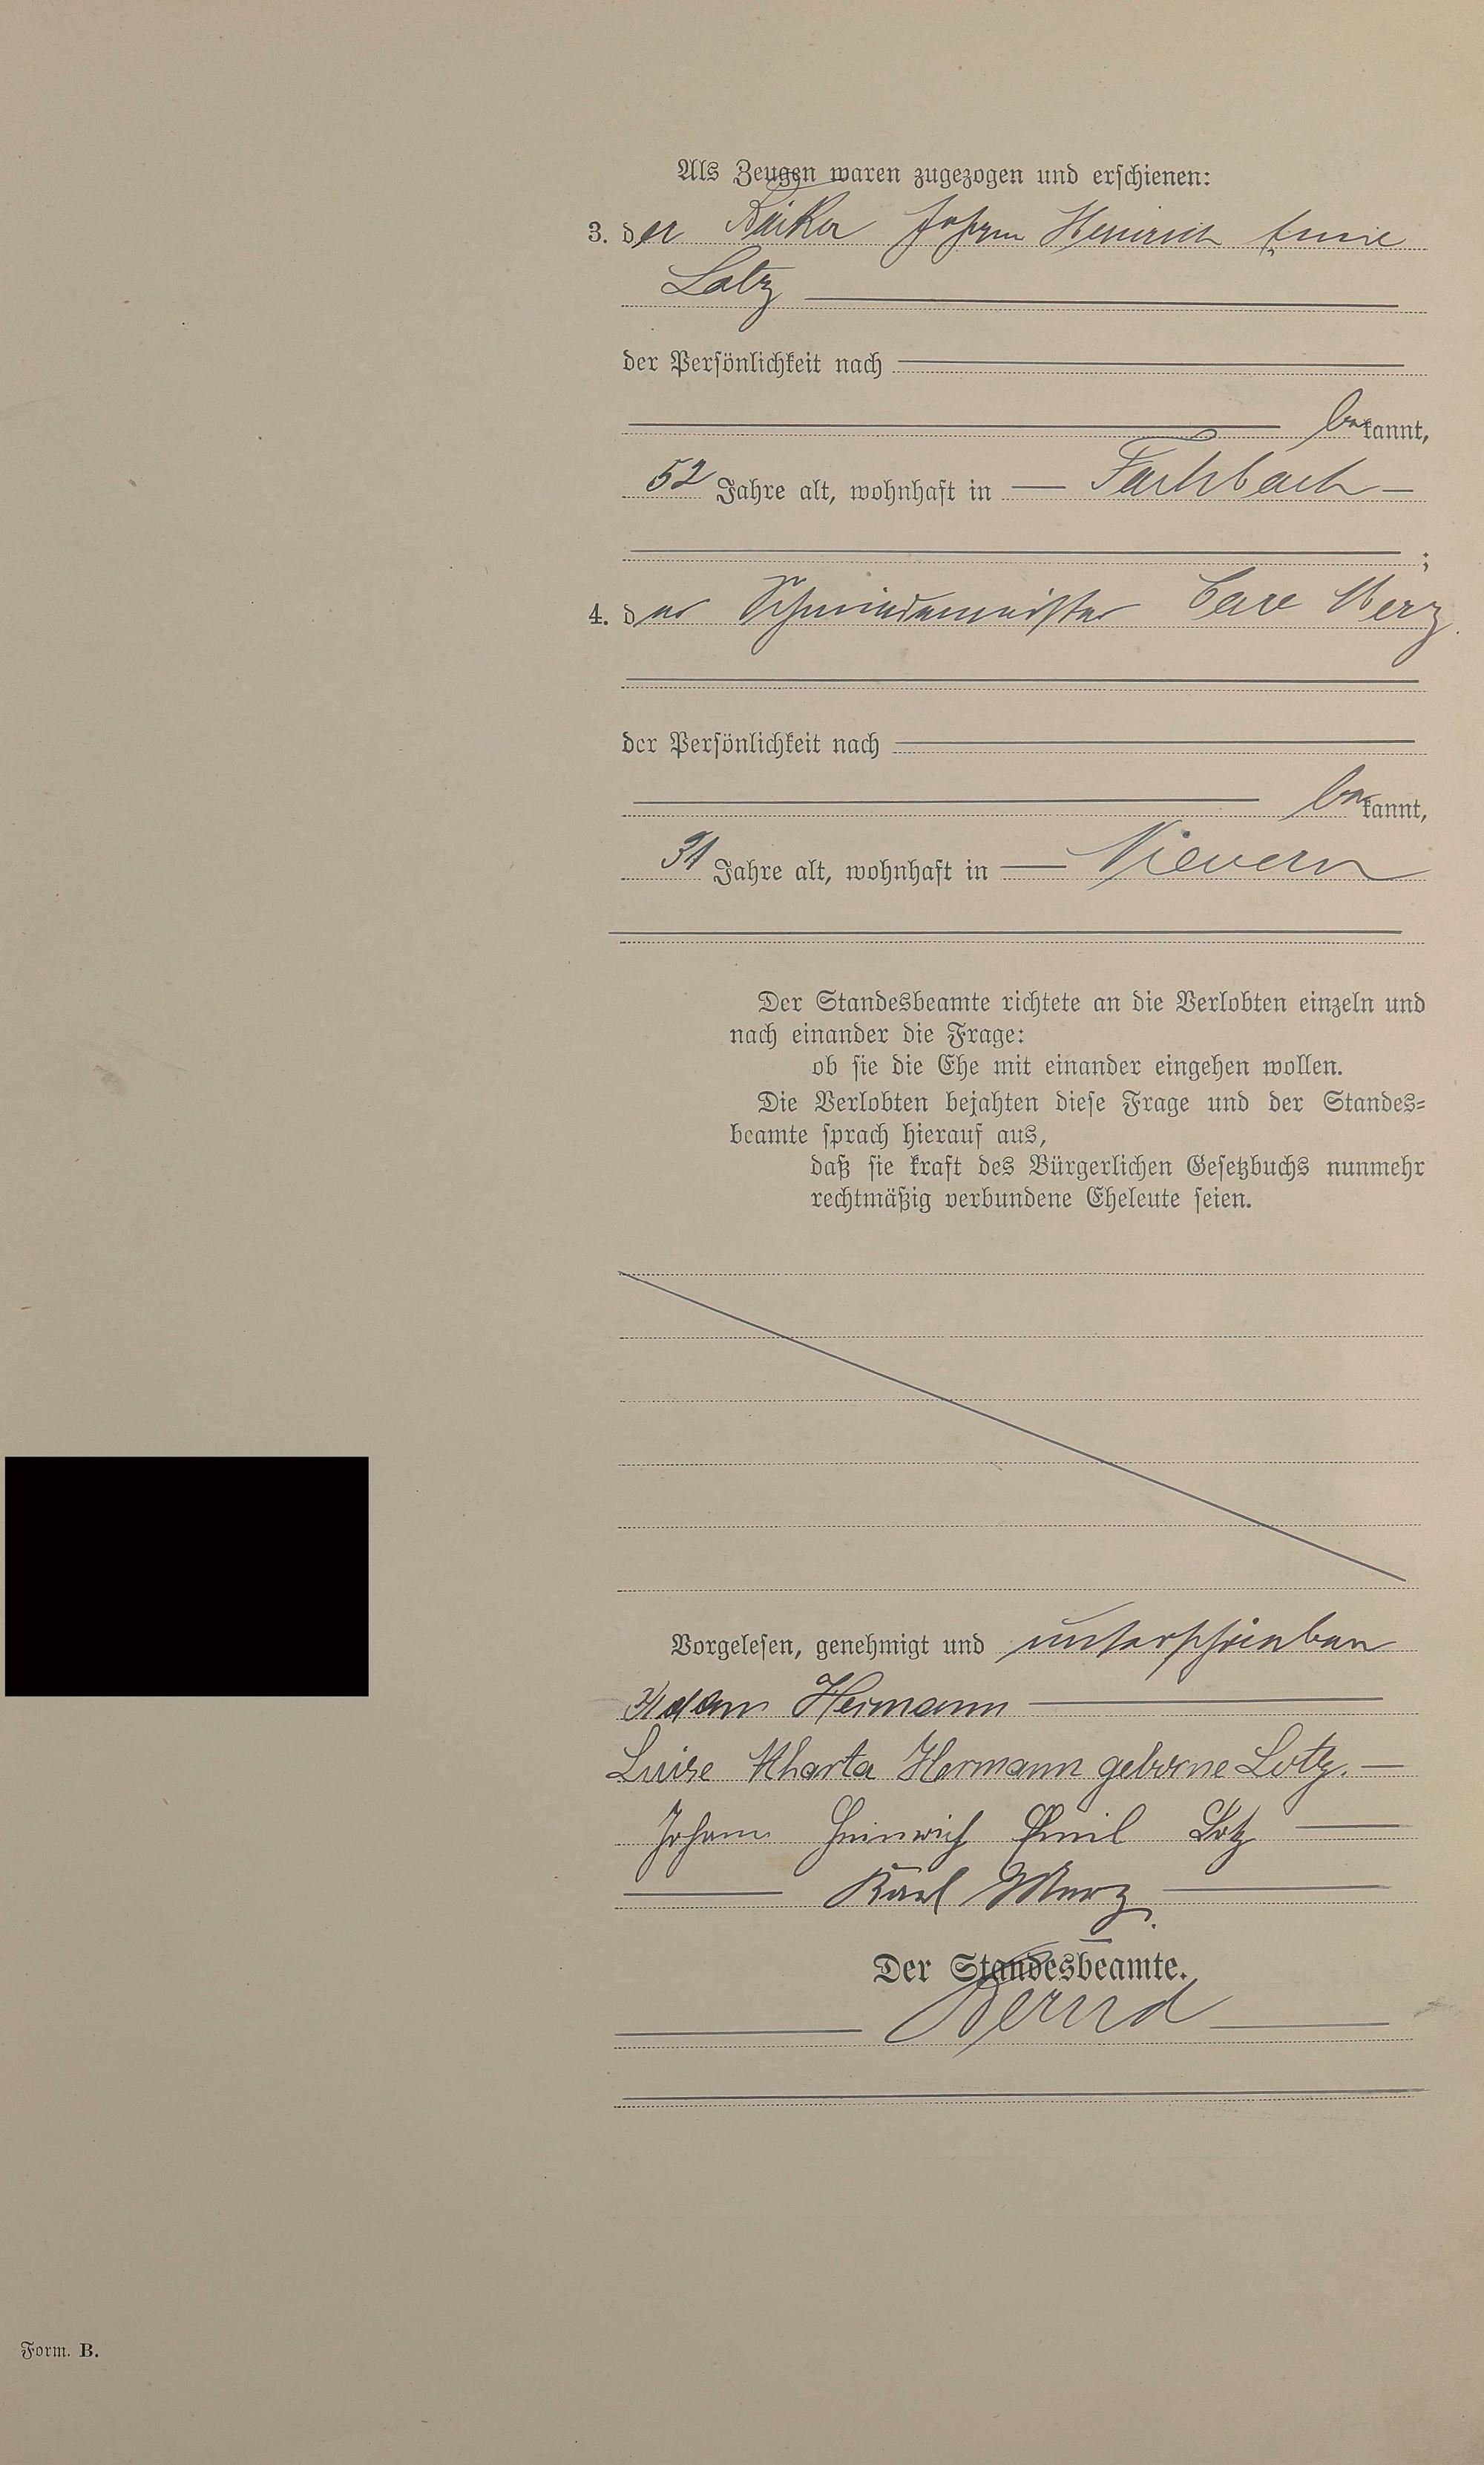 Als Zeugen waren zugezogen und erschienen:
3. der Bäcker Johann Heinrich Emil
Lotz
der Persönlichkeit nach
bekannt,
52 Jahre alt, wohnhaft in Fachbach
;
4. der Schmiedemeister Carl Merz
der Persönlichkeit nach
bekannt,
31 Jahre alt, wohnhaft in Nievern
Der Standesbeamte richtete an die Verlobten einzeln und
nach einander die Frage:
ob sie die Ehe mit einander eingehen wollen.
Die Verlobten bejahten diese Frage und der Standes-
beamte sprach hierauf aus,
daß sie kraft des Bürgerlichen Gesetzbuchs nunmehr
rechtmäßig verbundene Eheleute seien.
Vorgelesen, genehmigt und unterschrieben
Adam Hermann
Luise Martha Hermann geborne Lotz.
Johann Heinrich Emil Lotz
Karl Merz.
Der Standesbeamte.
Bernd
Form. B.